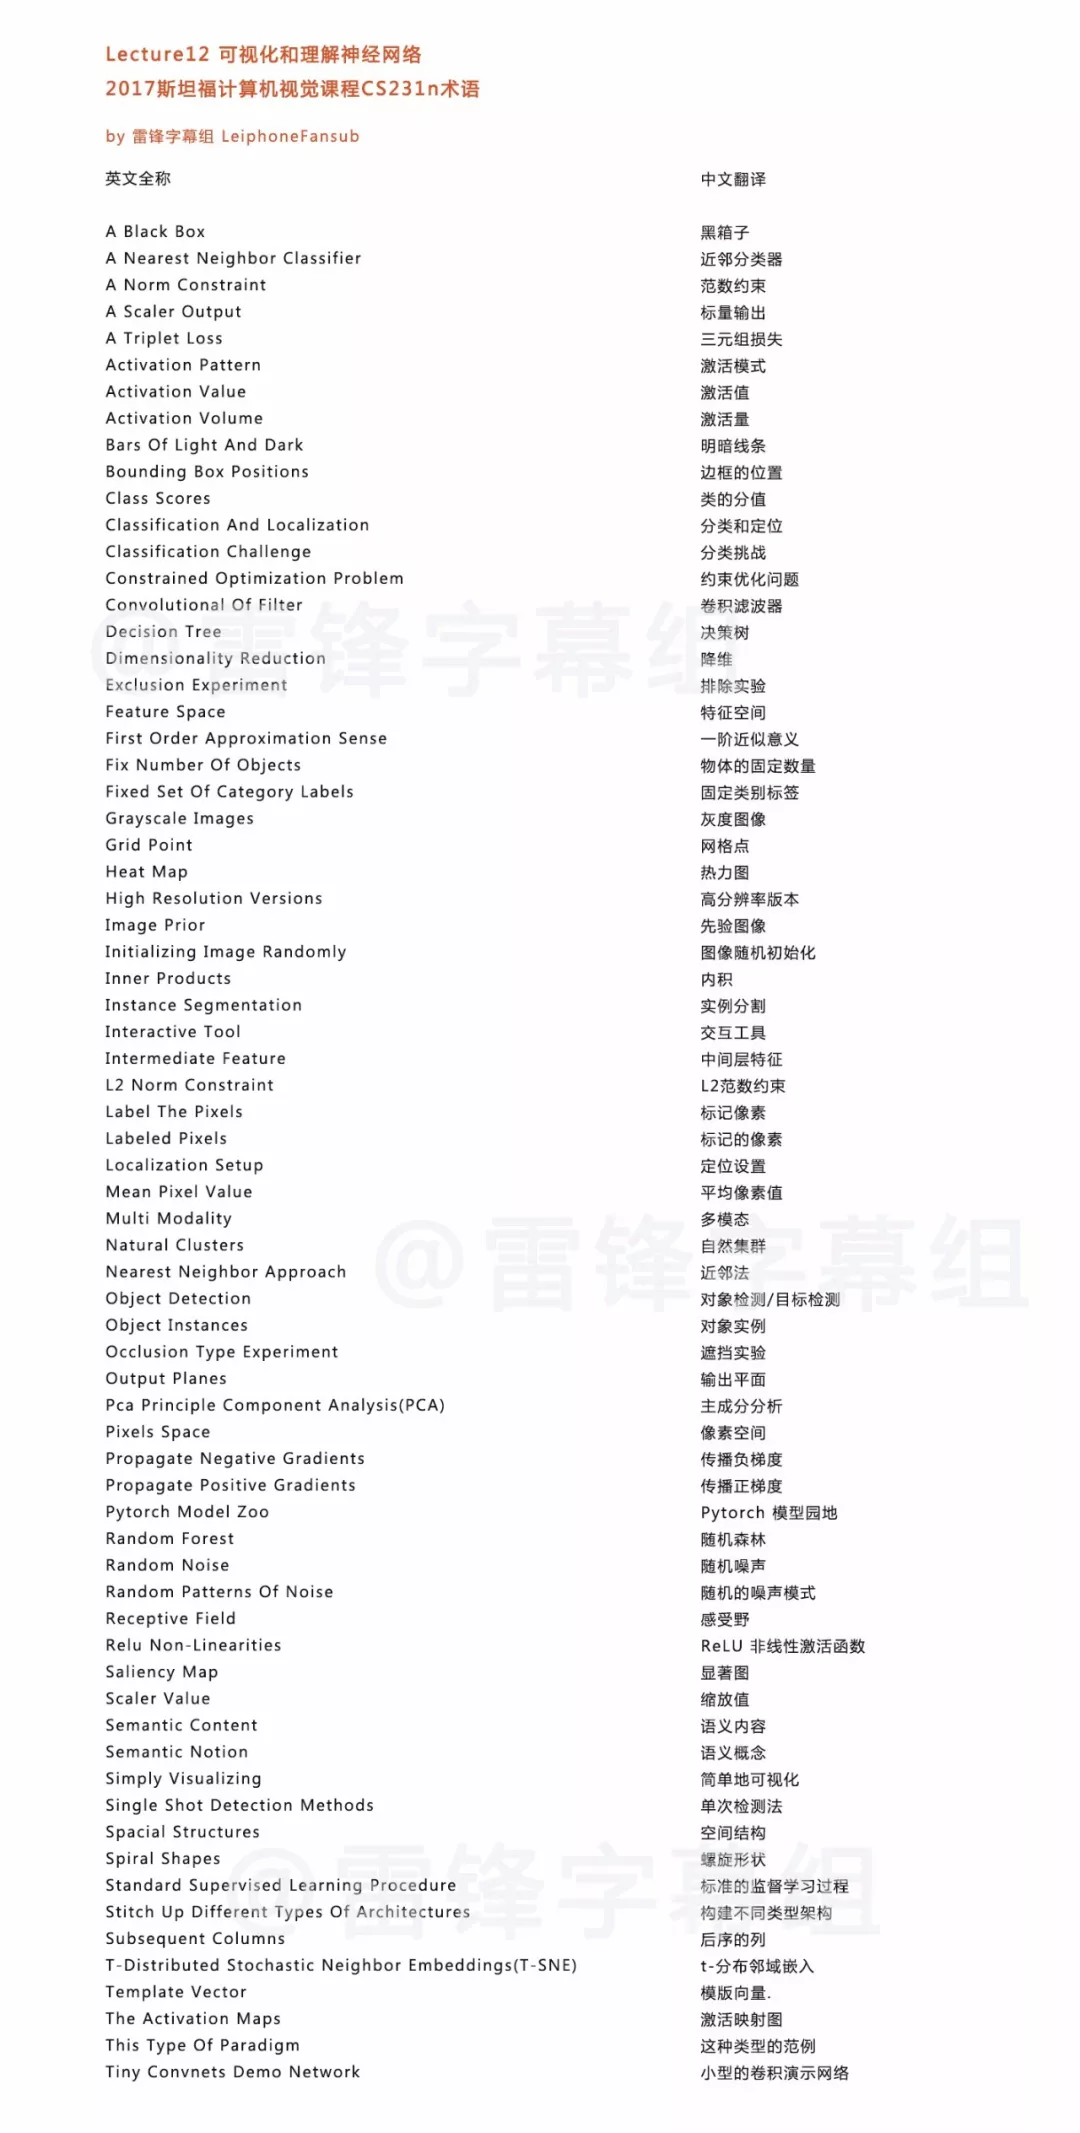 Lecture12 可视化和理解神经网络
2017斯坦福计算机视觉课程CS231n术语
by 雷锋字幕组 LeiphoneFansub
英文全称 中文翻译
A Black Box 黑箱子
A Nearest Neighbor Classifier 近邻分类器
A Norm Constraint 范数约束
A Scaler Output 标量输出
A Triplet Loss 三元组损失
Activation Pattern 激活模式
Activation Value 激活值
Activation Volume 激活量
Bars Of Light And Dark 明暗线条
Bounding Box Positions 边框的位置
Class Scores 类的分值
Classification And Localization 分类和定位
Classification Challenge 分类挑战
Constrained Optimization Problem 约束优化问题
Convolutional Of Filter 卷积滤波器
Decision Tree 决策树
Dimensionality Reduction 降维
Exclusion Experiment 排除实验
Feature Space 特征空间
First Order Approximation Sense 一阶近似意义
Fix Number Of Objects 物体的固定数量
Fixed Set Of Category Labels 固定类别标签
Grayscale Images 灰度图像
Grid Point 网格点
Heat Map 热力图
High Resolution Versions 高分辨率版本
Image Prior 先验图像
Initializing Image Randomly 图像随机初始化
Inner Products 内积
Instance Segmentation 实例分割
Interactive Tool 交互工具
Intermediate Feature 中间层特征
L2 Norm Constraint L2范数约束
Label The Pixels 标记像素
Labeled Pixels 标记的像素
Localization Setup 定位设置
Mean Pixel Value 平均像素值
Multi Modality 多模态
Natural Clusters 自然集群
Nearest Neighbor Approach 近邻法
Object Detection 对象检测/目标检测
Object Instances 对象实例
Occlusion Type Experiment 遮挡实验
Output Planes 输出平面
Pca Principle Component Analysis(PCA) 主成分分析
Pixels Space 像素空间
Propagate Negative Gradients 传播负梯度
Propagate Positive Gradients 传播正梯度
Pytorch Model Zoo Pytorch 模型园地
Random Forest 随机森林
Random Noise 随机噪声
Random Patterns Of Noise 随机的噪声模式
Receptive Field 感受野
Relu Non-Linearities ReLU 非线性激活函数
Saliency Map 显著图
Scaler Value 缩放值
Semantic Content 语义内容
Semantic Notion 语义概念
Simply Visualizing 简单地可视化
Single Shot Detection Methods 单次检测法
Spacial Structures 空间结构
Spiral Shapes 螺旋形状
Standard Supervised Learning Procedure 标准的监督学习过程
Stitch Up Different Types Of Architectures 构建不同类型架构
Subsequent Columns 后序的列
T-Distributed Stochastic Neighbor Embeddings(T-SNE) t-分布邻域嵌入
Template Vector 模版向量.
The Activation Maps 激活映射图
This Type Of Paradigm 这种类型的范例
Tiny Convnets Demo Network 小型的卷积演示网络
@雷锋字幕组
@雷锋字幕组
@雷锋字幕组